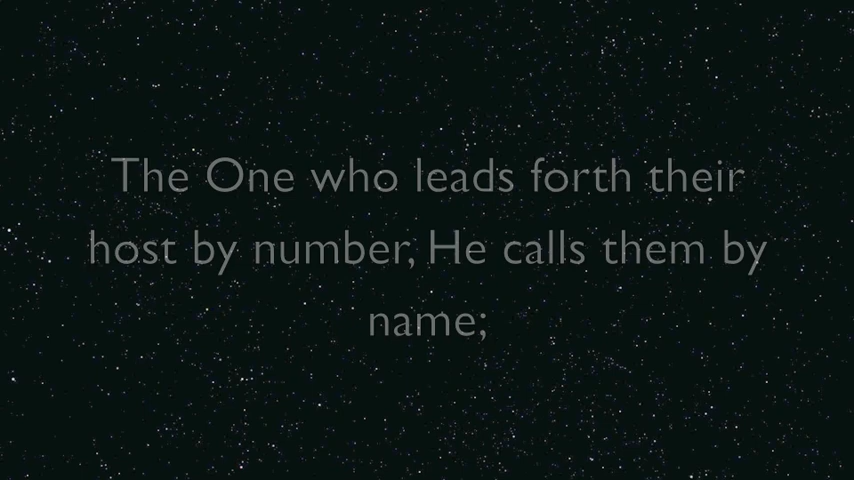 The One who leads forth their
host by number, He calls them by
name;